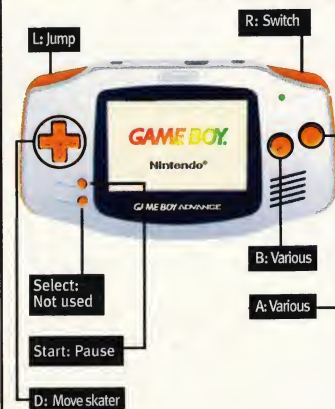 R: Switch
L: Jump
GAME BOY.
Nintendo®
GAME BOY ADVANCE
B: Various
Select:
Not used
A: Various
Start: Pause
D: Move skater